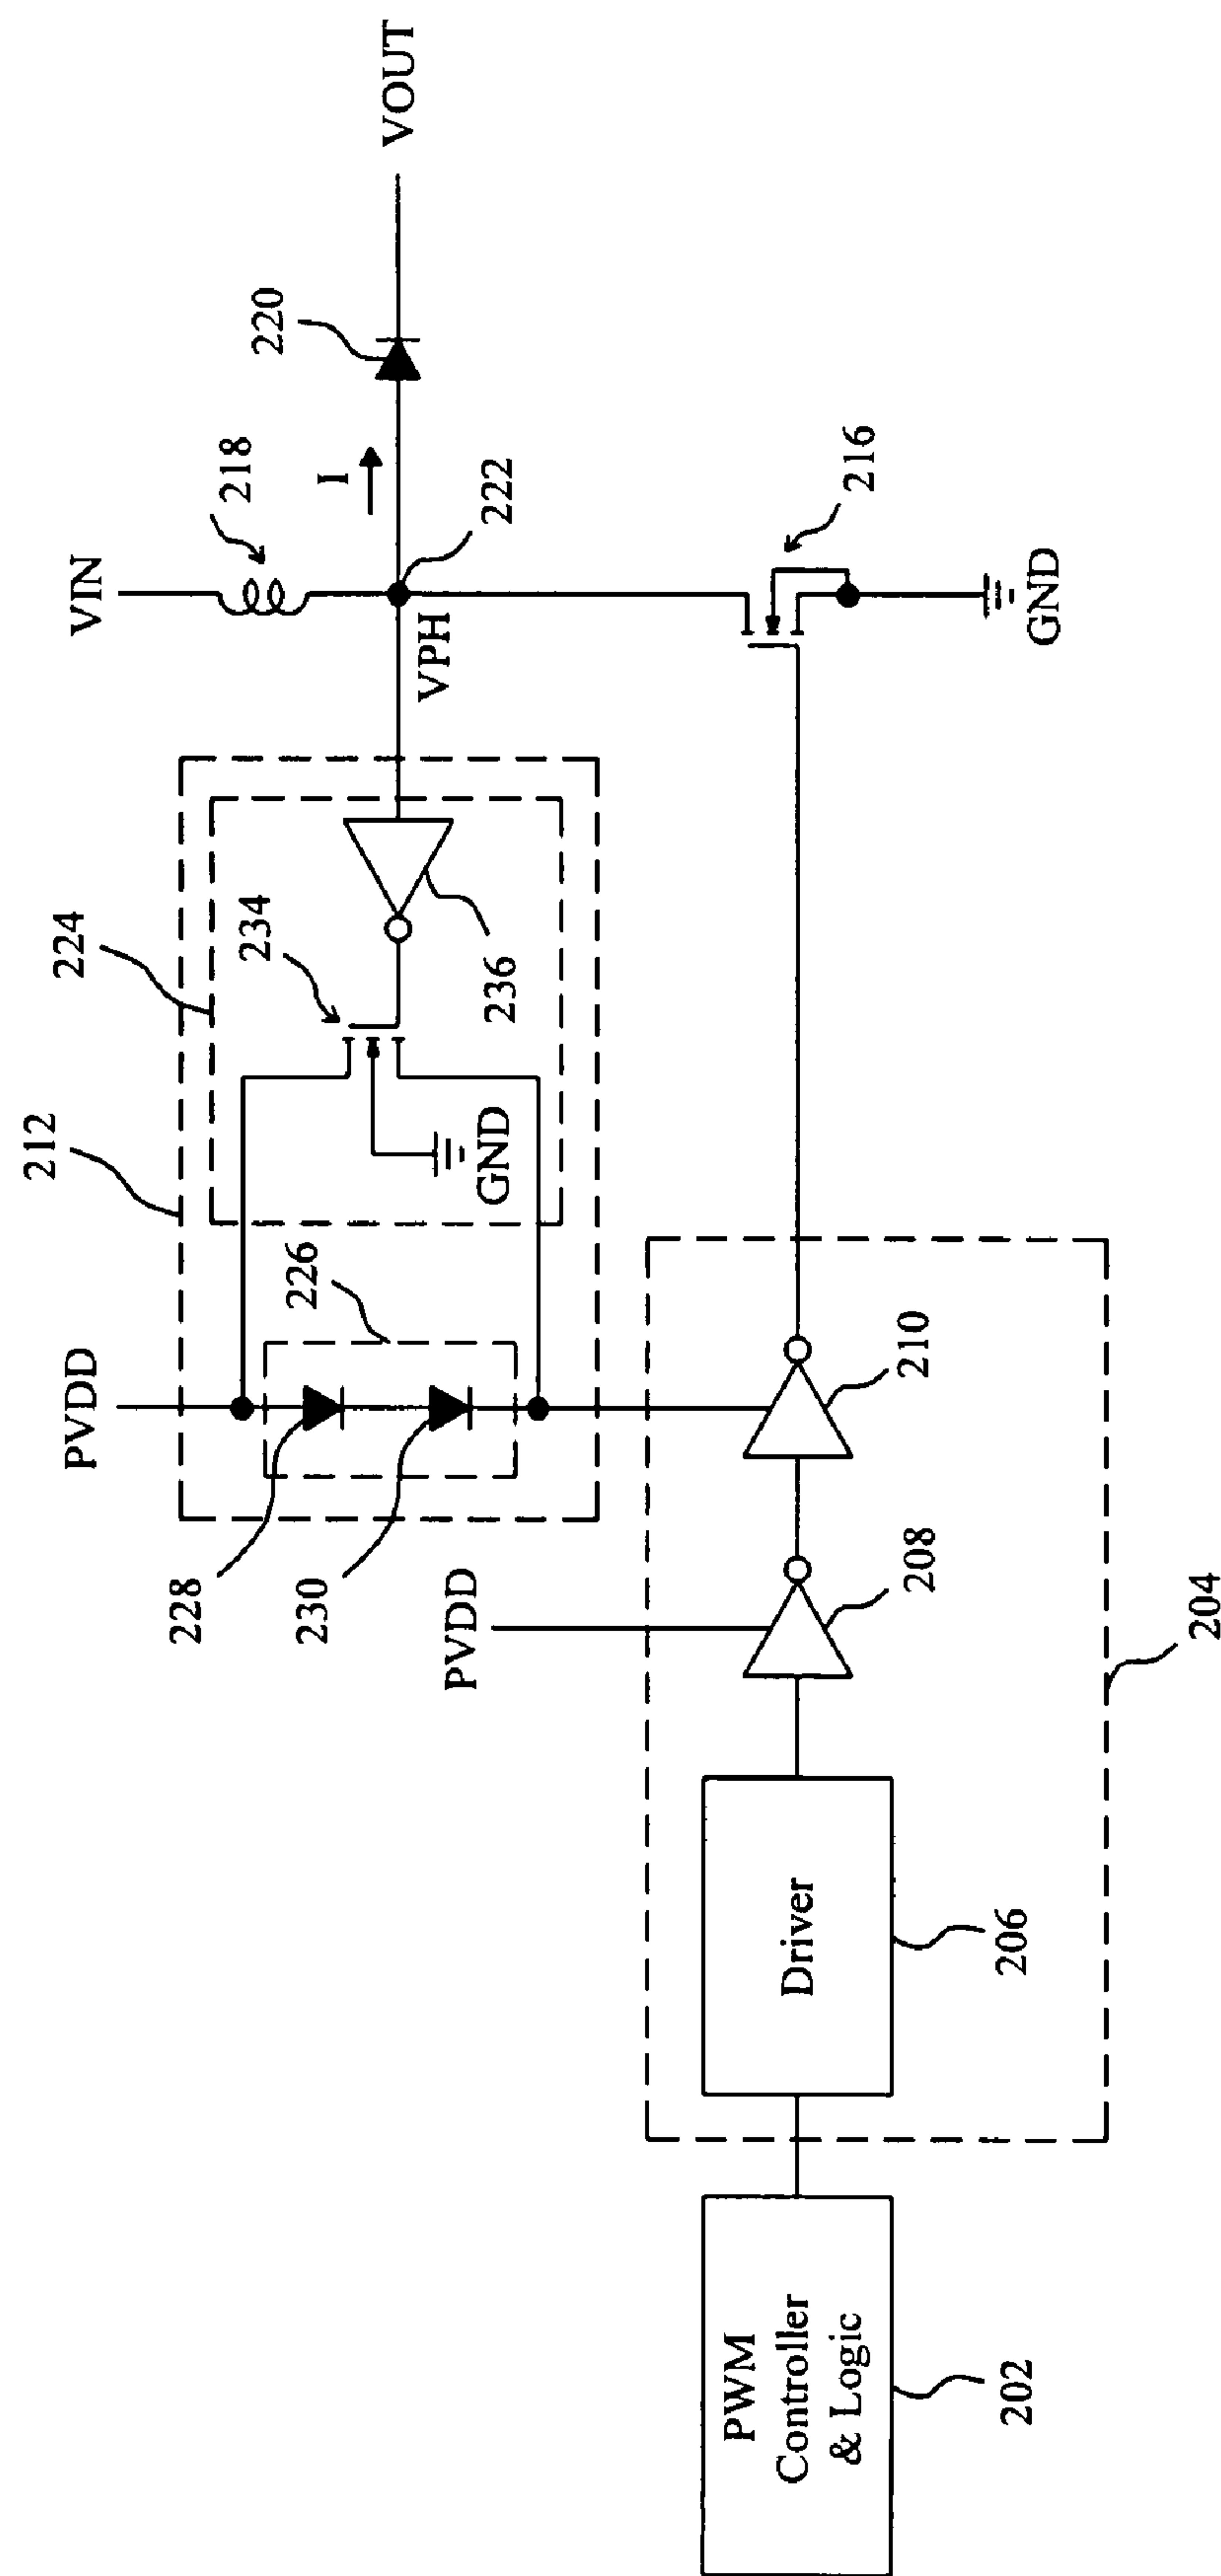 212
224
PVDD
VIN
218
226
234
I
220
VOUT
228
230
GND
236
VPH
222
PVDD
208
210
216
GND
PWM
Controller
& Logic
Driver
202
206
204